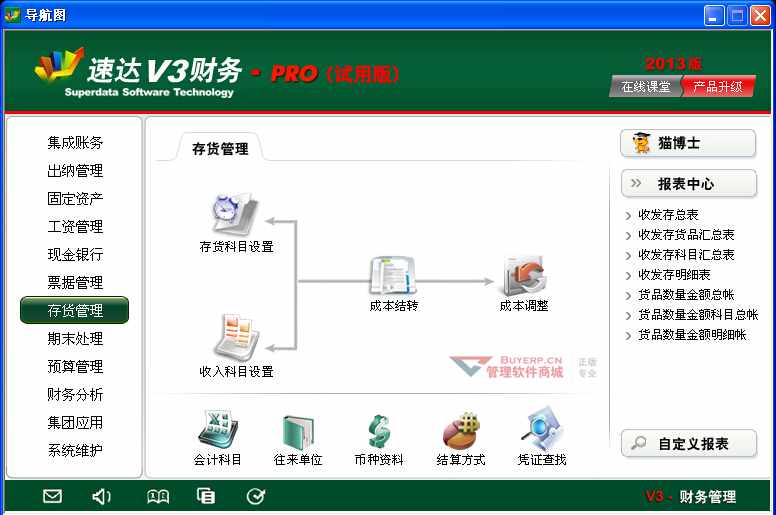 导航图
速达V3财务 - PRO (试用版)
Superdata Software Technology
2013版
在线课堂 产品升级
集成账务
出纳管理
固定资产
工资管理
现金银行
票据管理
存货管理
期末处理
预算管理
财务分析
集团应用
系统维护
存货管理
存货科目设置
成本结转
成本调整
收入科目设置
BUYERP.CN
管理软件商城
正版
专业
会计科目
往来单位
币种资料
结算方式
凭证查找
猫博士
报表中心
收发存总表
收发存货品汇总表
收发存科目汇总表
收发存明细表
货品数量金额总帐
货品数量金额科目总帐
货品数量金额明细帐
自定义报表
V3 - 财务管理